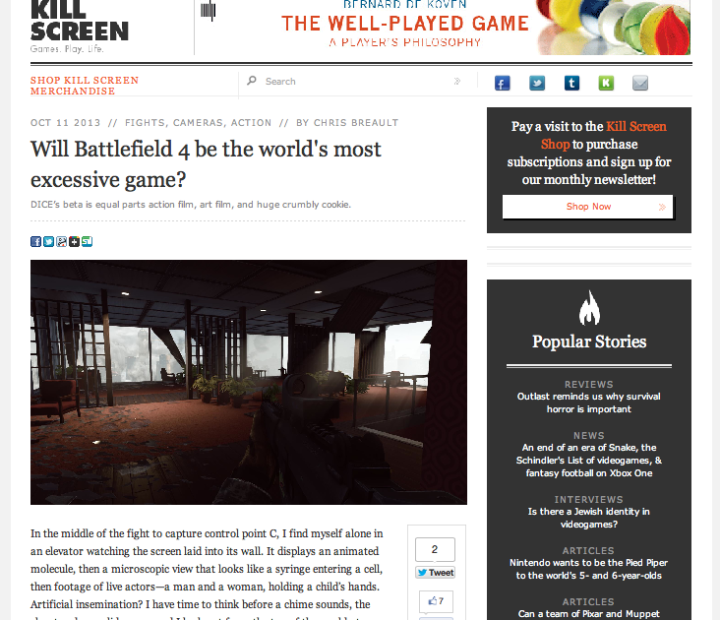 KILL
SCREEN
Games. Play. Life.
BERNARD DE KOVEN
THE WELL-PLAYED GAME
A PLAYER'S PHILOSOPHY
SHOP KILL SCREEN
MERCHANDISE
Search
OCT 11 2013 // FIGHTS, CAMERAS, ACTION // BY CHRIS BREAULT
Will Battlefield 4 be the world's most
excessive game?
DICE's beta is equal parts action film, art film, and huge crumbly cookie.
In the middle of the fight to capture control point C, I find myself alone in
an elevator watching the screen laid into its wall. It displays an animated
molecule, then a microscopic view that looks like a syringe entering a cell,
then footage of live actors—a man and a woman, holding a child's hands.
Artificial insemination? I have time to think before a chime sounds, the
2
Tweet
7
Pay a visit to the Kill Screen
Shop to purchase
subscriptions and sign up for
our monthly newsletter!
Shop Now
Popular Stories
REVIEWS
Outlast reminds us why survival
horror is important
NEWS
An end of an era of Snake, the
Schindler's List of videogames, &
fantasy football on Xbox One
INTERVIEWS
Is there a Jewish identity in
videogames?
ARTICLES
Nintendo wants to be the Pied Piper
to the world's 5- and 6-year-olds
ARTICLES
Can a team of Pixar and Muppet